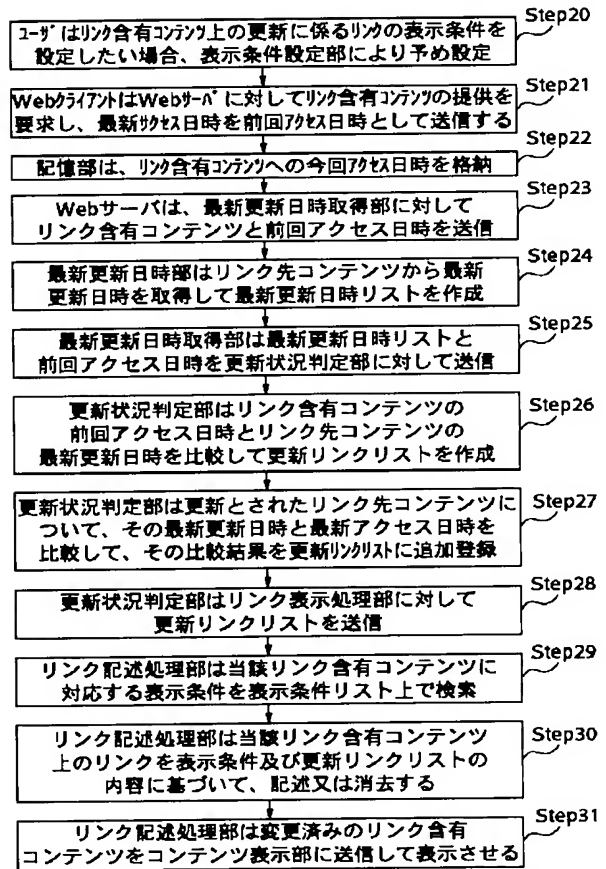 Step20
ユーザはリンク含有コンテンツ上の更新に係るリンクの表示条件を
設定したい場合、表示条件設定部により予め設定
Step21
WebクライアントはWebサーバに対してリンク含有コンテンツの提供を
要求し、最新サクセス日時を前回アクセス日時として送信する
Step22
記憶部は、リンク含有コンテンツへの今回アクセス日時を格納
Step23
Webサーバは、最新更新日時取得部に対して
リンク含有コンテンツと前回アクセス日時を送信
Step24
最新更新日時部はリンク先コンテンツから最新
更新日時を取得して最新更新日時リストを作成
Step25
最新更新日時取得部は最新更新日時リストと
前回アクセス日時を更新状況判定部に対して送信
Step26
更新状況判定部はリンク含有コンテンツの
前回アクセス日時とリンク先コンテンツの
最新更新日時を比較して更新リンクリストを作成
Step27
更新状況判定部は更新とされたリンク先コンテンツに
ついて、その最新更新日時と最新アクセス日時を
比較して、その比較結果を更新リンクリストに追加登録
Step28
更新状況判定部はリンク表示処理部に対して
更新リンクリストを送信
Step29
リンク記述処理部は当該リンク含有コンテンツに
対応する表示条件を表示条件リスト上で検索
Step30
リンク記述処理部は当該リンク含有コンテンツ
上のリンクを表示条件及び更新リンクリストの
内容に基づいて、記述又は消去する
Step31
リンク記述処理部は変更済みのリンク含有
コンテンツをコンテンツ表示部に送信して表示させる